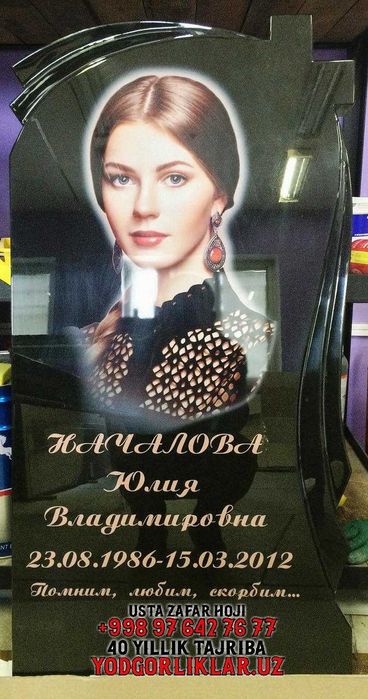 НАЧАЛОВА
Юлия
Владимировна
23.08.1986-15.03.2012
Помним, любим, скорбим...
USTA ZAFAR HOJI
+998 97 642 76 77
40 YILLIK TAJRIBA
YODGORLIKLAR.UZ